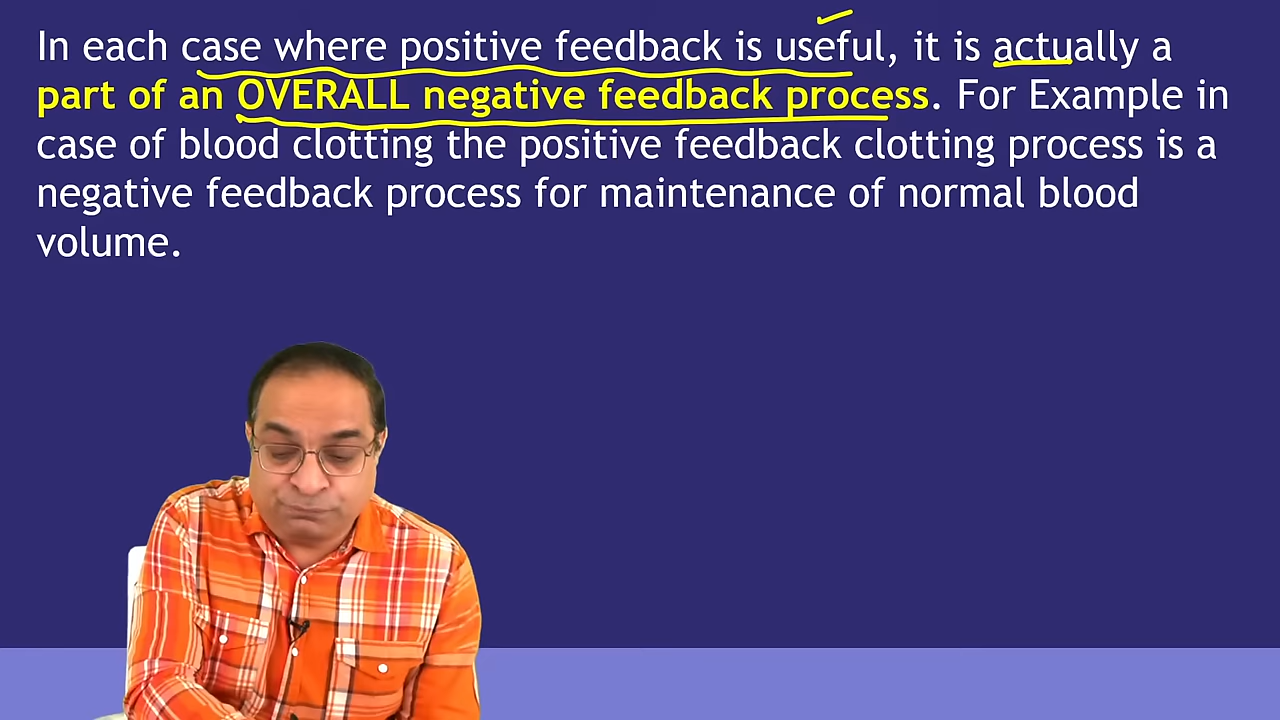 In each case where positive feedback is useful, it is actually a
part of an OVERALL negative feedback process. For Example in
case of blood clotting the positive feedback clotting process is a
negative feedback process for maintenance of normal blood
volume.